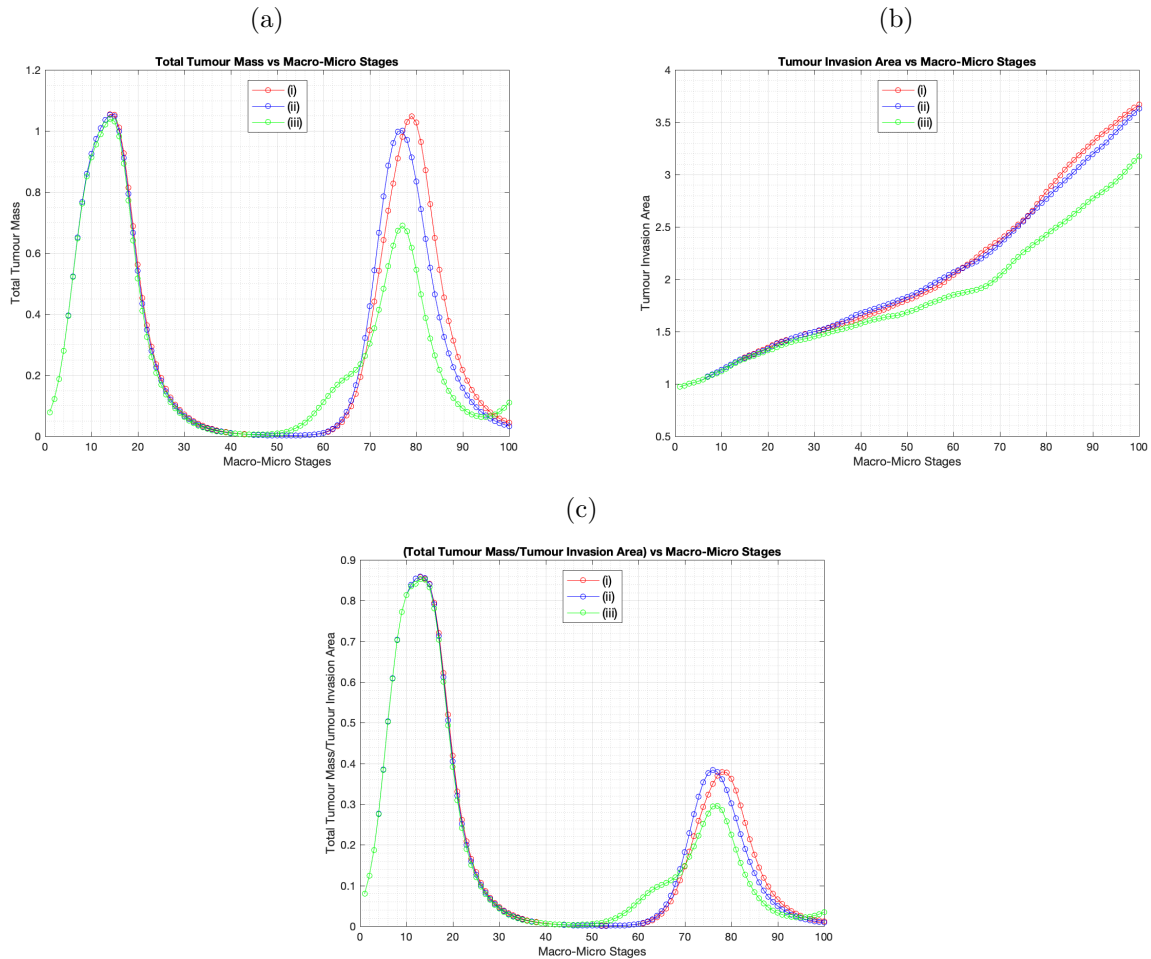 (a)
Total Tumour Mass vs Macro-Micro Stages
1.2
1
0.8
0.6
0.4
0.2
0
Total Tumour Mass
(i)
(ii)
(iii)
0 10 20 30 40 50 60 70 80 90 100
Macro-Micro Stages
(b)
Tumour Invasion Area vs Macro-Micro Stages
4
3.5
3
2.5
2
1.5
1
0.5
Tumour Invasion Area
(i)
(ii)
(iii)
0 10 20 30 40 50 60 70 80 90 100
Macro-Micro Stages
(c)
(Total Tumour Mass/Tumour Invasion Area) vs Macro-Micro Stages
0.9
0.8
0.7
0.6
0.5
0.4
0.3
0.2
0.1
0
Total Tumour Mass/Tumour Invasion Area
(i)
(ii)
(iii)
0 10 20 30 40 50 60 70 80 90 100
Macro-Micro Stages